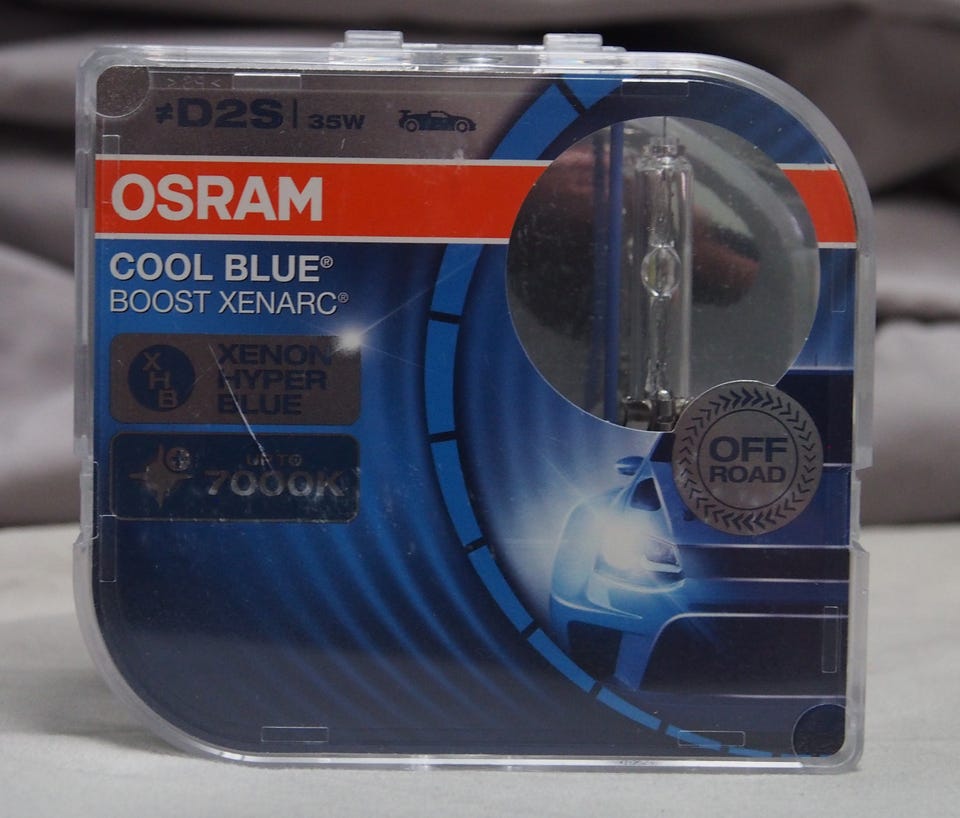 ≠D2S | 35W
OSRAM
COOL BLUE®
BOOST XENARC®
XHB
XENON
HYPER
BLUE
UP TO
7000K
OFF
ROAD